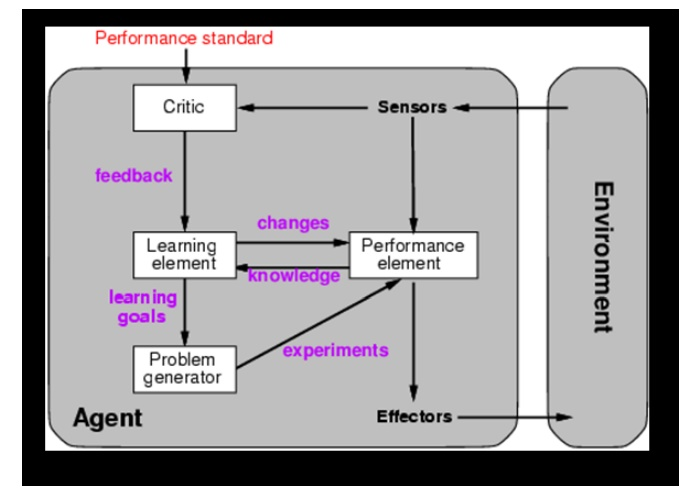 Performance standard
Critic
Sensors
feedback
changes
Learning
element
Performance
element
knowledge
learning
goals
experiments
Problem
generator
Agent
Effectors
Environment